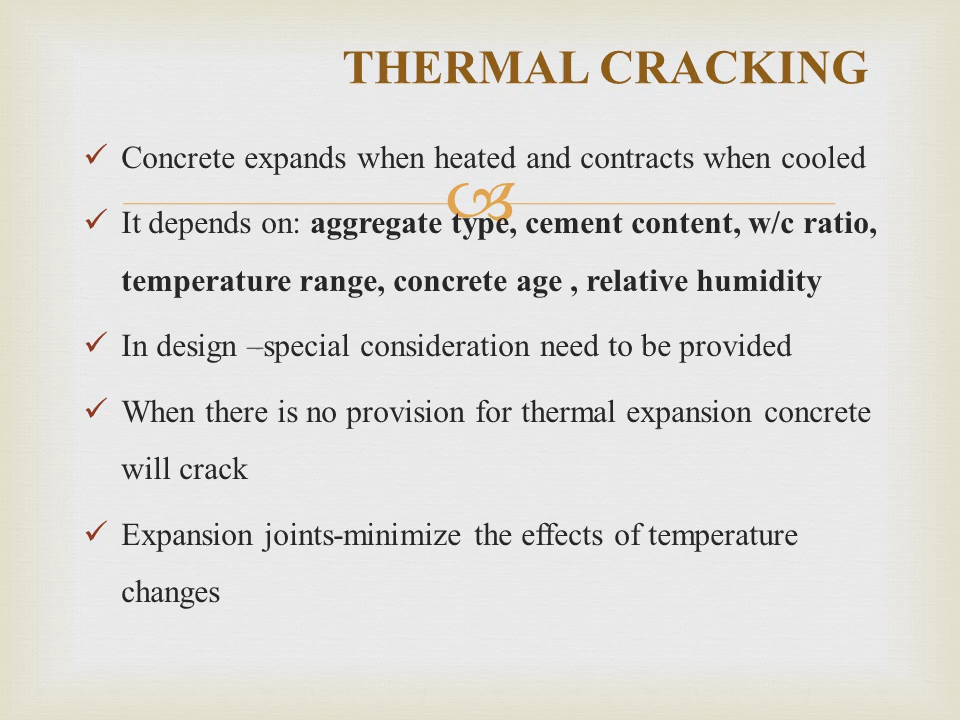 THERMAL CRACKING
✓ Concrete expands when heated and contracts when cooled
✓ It depends on: aggregate type, cement content, w/c ratio,
temperature range, concrete age , relative humidity
✓ In design –special consideration need to be provided
✓ When there is no provision for thermal expansion concrete
will crack
✓ Expansion joints-minimize the effects of temperature
changes